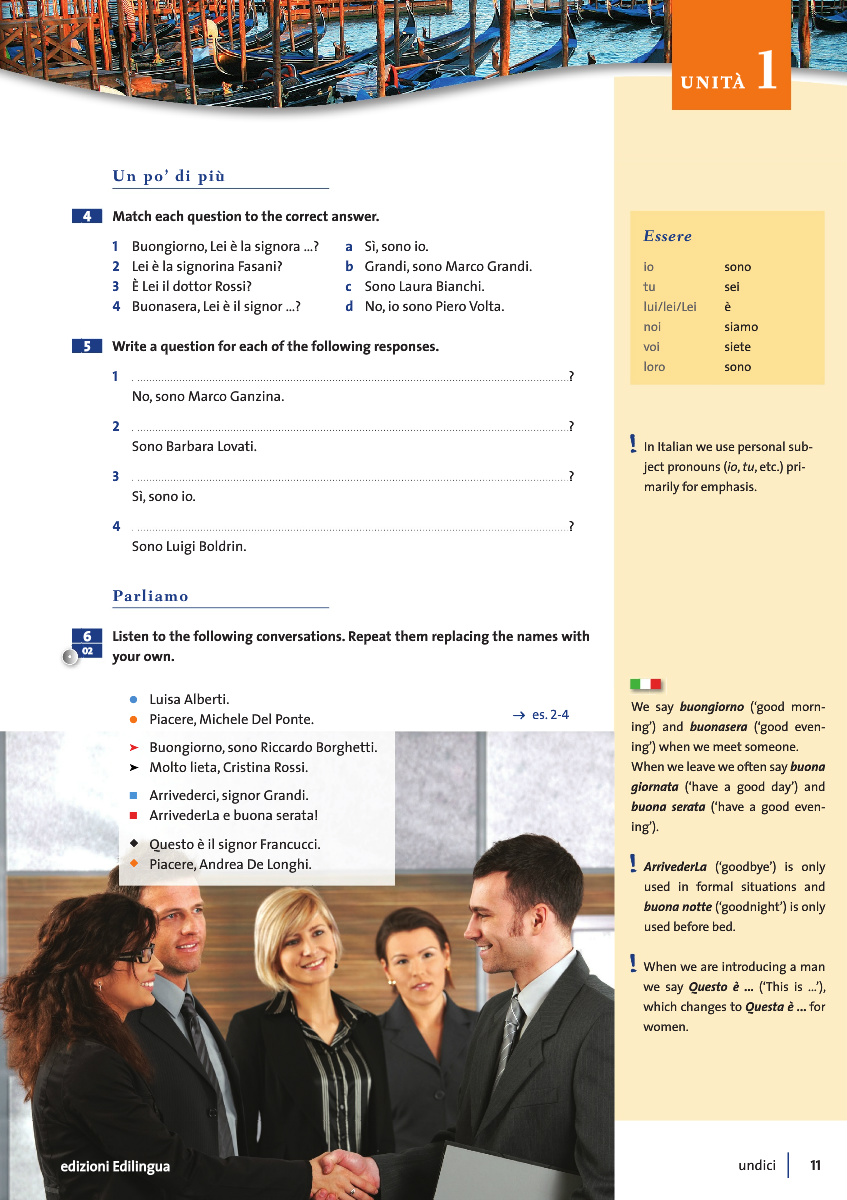 UNITÀ 1
Un po' di più
4 Match each question to the correct answer.
1 Buongiorno, Lei è la signora ...? a Sì, sono io.
2 Lei è la signorina Fasani? b Grandi, sono Marco Grandi.
3 È Lei il dottor Rossi? c Sono Laura Bianchi.
4 Buonasera, Lei è il signor ...? d No, io sono Piero Volta.
5 Write a question for each of the following responses.
1 ?
No, sono Marco Ganzina.
2 ?
Sono Barbara Lovati.
3 ?
Sì, sono io.
4 ?
Sono Luigi Boldrin.
Parliamo
6 Listen to the following conversations. Repeat them replacing the names with
02 your own.
Luisa Alberti.
Piacere, Michele Del Ponte.
→ es. 2-4
Buongiorno, sono Riccardo Borghetti.
Molto lieta, Cristina Rossi.
Arrivederci, signor Grandi.
ArrivederLa e buona serata!
Questo è il signor Francucci.
Piacere, Andrea De Longhi.
Essere
io sono
tu sei
lui/lei/Lei è
noi siamo
voi siete
loro sono
! In Italian we use personal sub-
ject pronouns (io, tu, etc.) pri-
marily for emphasis.
We say buongiorno ('good morn-
ing') and buonasera ('good even-
ing') when we meet someone.
When we leave we often say buona
giornata ('have a good day') and
buona serata ('have a good even-
ing').
! ArrivederLa ('goodbye') is only
used in formal situations and
buona notte ('goodnight') is only
used before bed.
! When we are introducing a man
we say Questo è ... ('This is ...'),
which changes to Questa è ... for
women.
edizioni Edilingua
undici 11